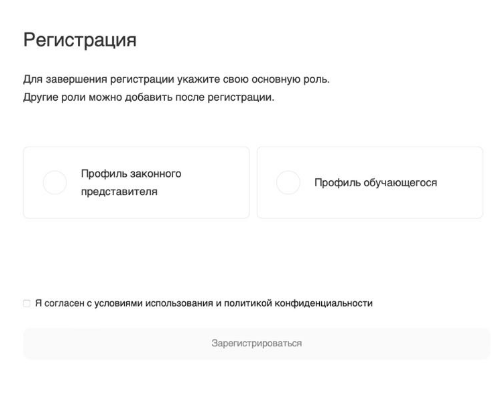 Регистрация
Для завершения регистрации укажите свою основную роль.
Другие роли можно добавить после регистрации.
Профиль законного
представителя
Профиль обучающегося
Я согласен с условиями использования и политикой конфиденциальности
Зарегистрироваться